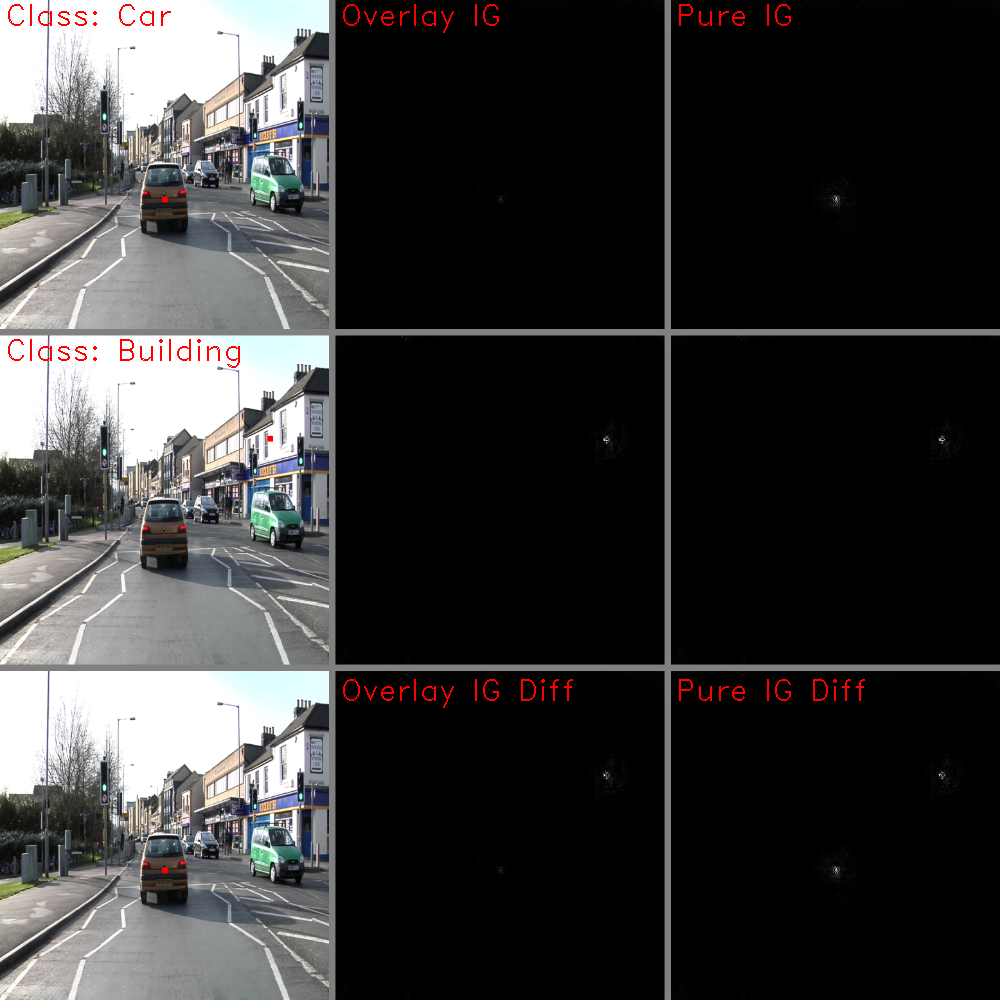 Class: Car
Overlay IG
Pure IG
Class: Building
Overlay IG Diff
Pure IG Diff